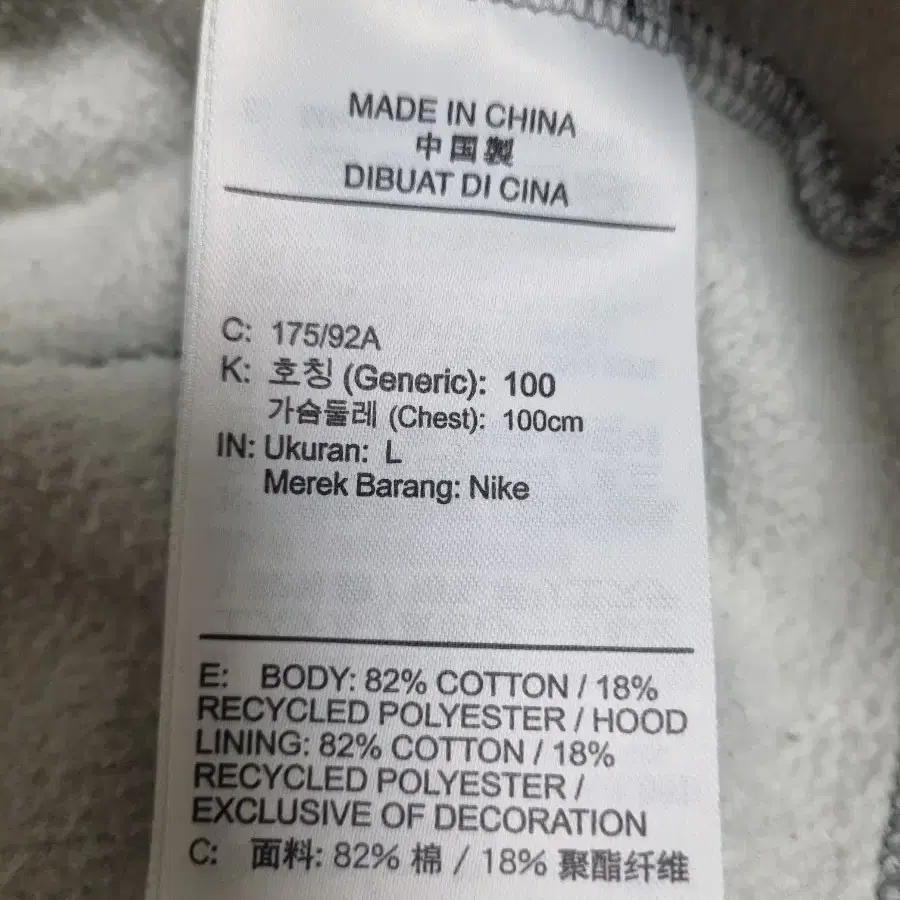 MADE IN CHINA
中国製
DIBUAT DI CINA
C: 175/92A
K: 호칭 (Generic): 100
가슴둘레 (Chest): 100cm
IN: Ukuran: L
Merek Barang: Nike
E: BODY: 82% COTTON / 18%
RECYCLED POLYESTER / HOOD
LINING: 82% COTTON / 18%
RECYCLED POLYESTER /
EXCLUSIVE OF DECORATION
C: 面料: 82% 棉 / 18% 聚酯纤维